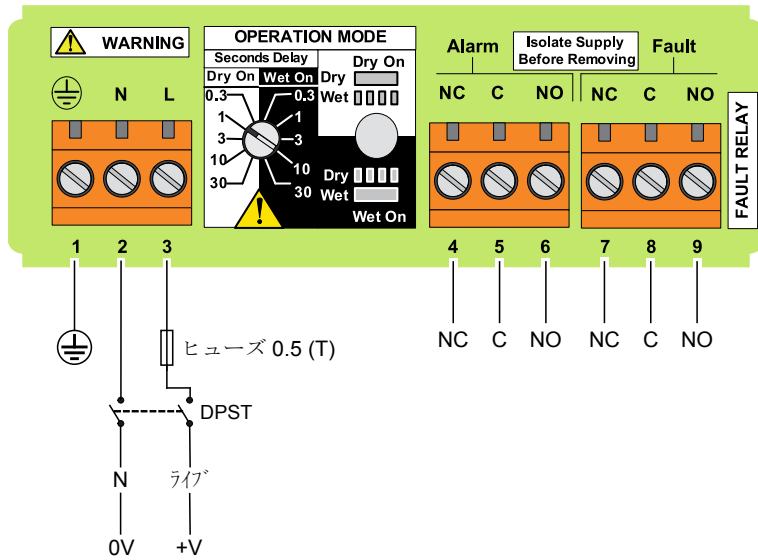 WARNING
N L
OPERATION MODE
Seconds Delay
Dry On Wet On
0.3 0.3
1 1
3 3
10 10
30 30
Dry On
Dry
Wet
Dry
Wet
Wet On
Alarm
Isolate Supply
Before Removing
Fault
NC C NO NC C NO
FAULT RELAY
1 2 3 4 5 6 7 8 9
NC C NO NC C NO
ヒューズ 0.5 (T)
DPST
N ライブ
0V +V